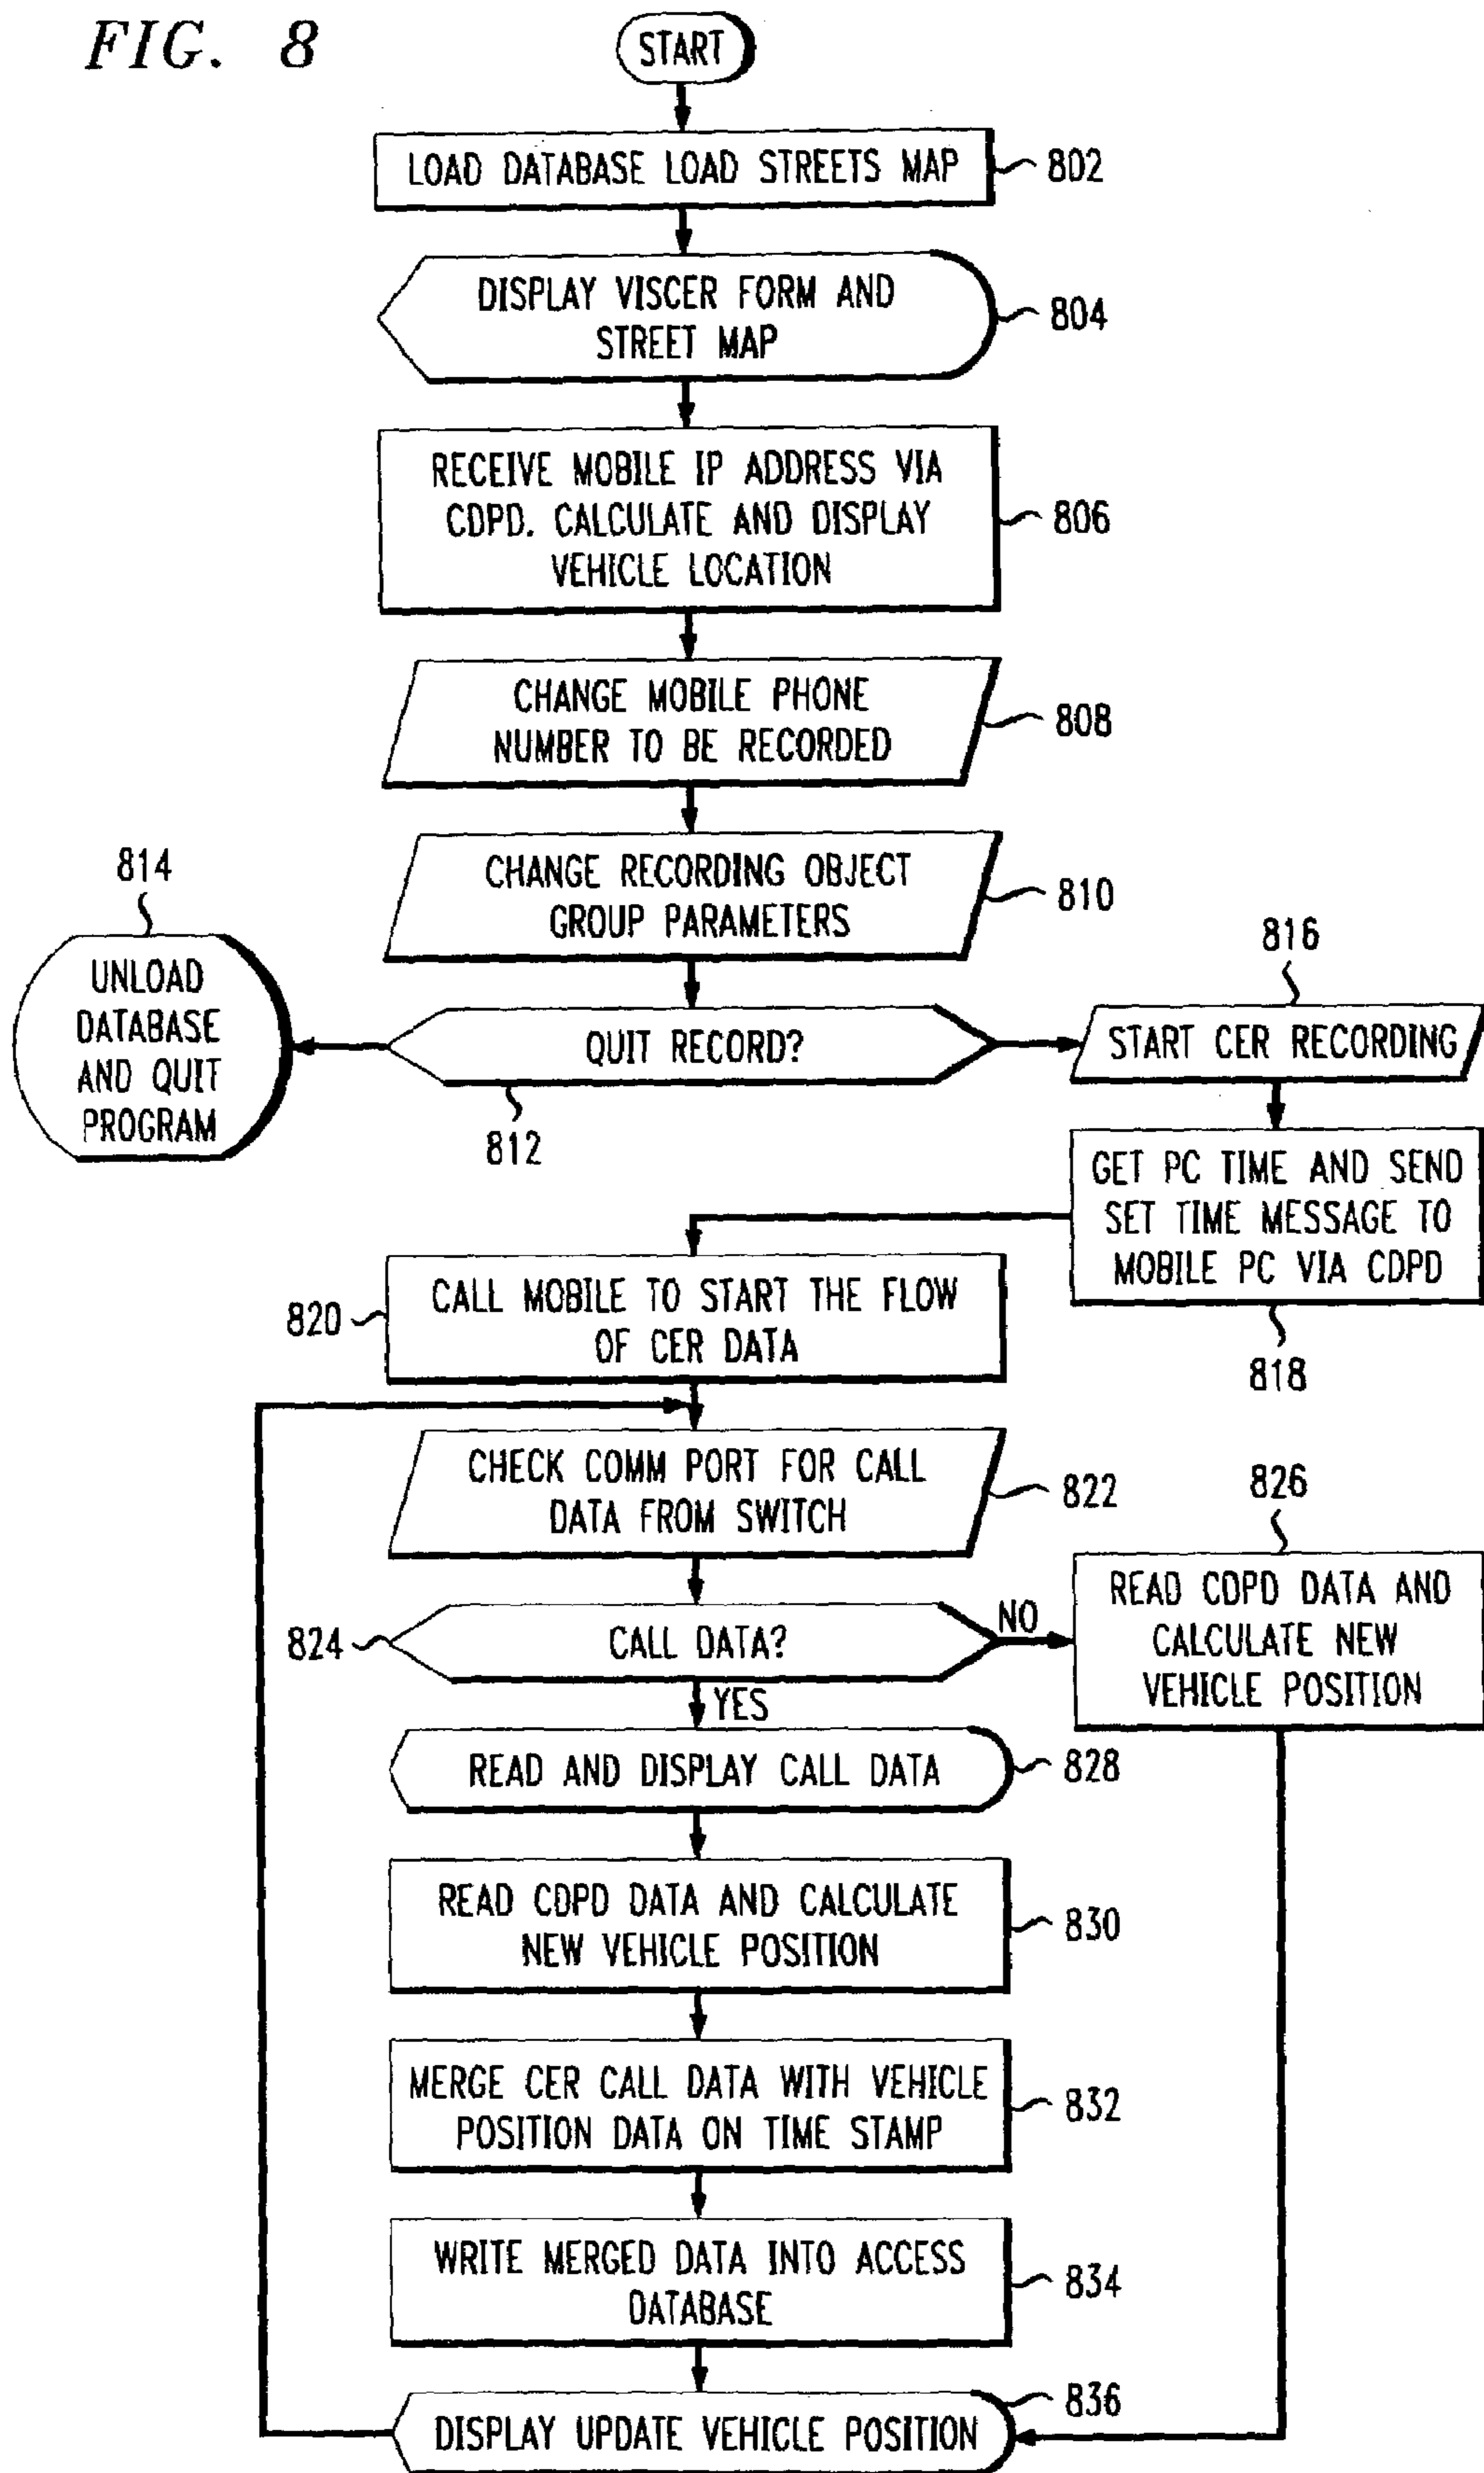 FIG. 8
START
LOAD DATABASE LOAD STREETS MAP
802
DISPLAY VISCER FORM AND
STREET MAP
804
RECEIVE MOBILE IP ADDRESS VIA
CDPD. CALCULATE AND DISPLAY
VEHICLE LOCATION
806
CHANGE MOBILE PHONE
NUMBER TO BE RECORDED
808
CHANGE RECORDING OBJECT
GROUP PARAMETERS
810
814
UNLOAD
DATABASE
AND QUIT
PROGRAM
QUIT RECORD?
812
816
START CER RECORDING
GET PC TIME AND SEND
SET TIME MESSAGE TO
MOBILE PC VIA CDPD
818
820
CALL MOBILE TO START THE FLOW
OF CER DATA
CHECK COMM PORT FOR CALL
DATA FROM SWITCH
822
824
CALL DATA?
NO
YES
826
READ CDPD DATA AND
CALCULATE NEW
VEHICLE POSITION
READ AND DISPLAY CALL DATA
828
READ CDPD DATA AND CALCULATE
NEW VEHICLE POSITION
830
MERGE CER CALL DATA WITH VEHICLE
POSITION DATA ON TIME STAMP
832
WRITE MERGED DATA INTO ACCESS
DATABASE
834
DISPLAY UPDATE VEHICLE POSITION
836